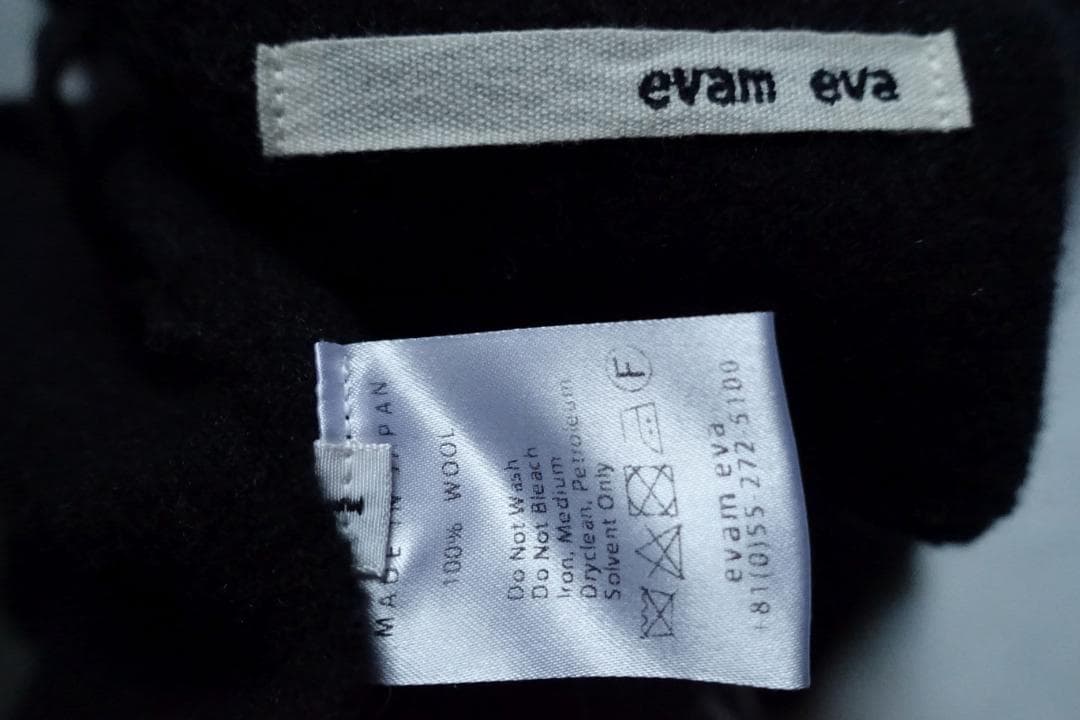 evam eva
1
MADE IN JAPAN
100% WOOL
Do Not Wash
Do Not Bleach
Iron, Medium
Dryclean, Petroleum
Solvent Only
F
evam eva
+81(0)55-272-5100